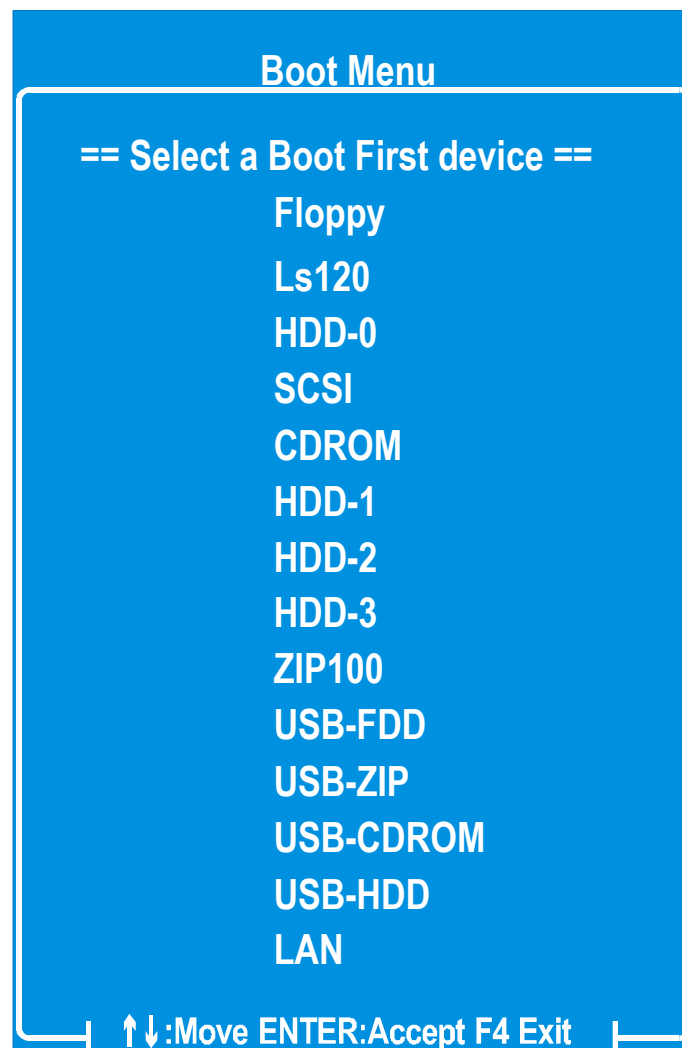 Boot Menu
== Select a Boot First device ==
Floppy
Ls120
HDD-0
SCSI
CDROM
HDD-1
HDD-2
HDD-3
ZIP100
USB-FDD
USB-ZIP
USB-CDROM
USB-HDD
LAN
↑↓:Move ENTER:Accept F4 Exit